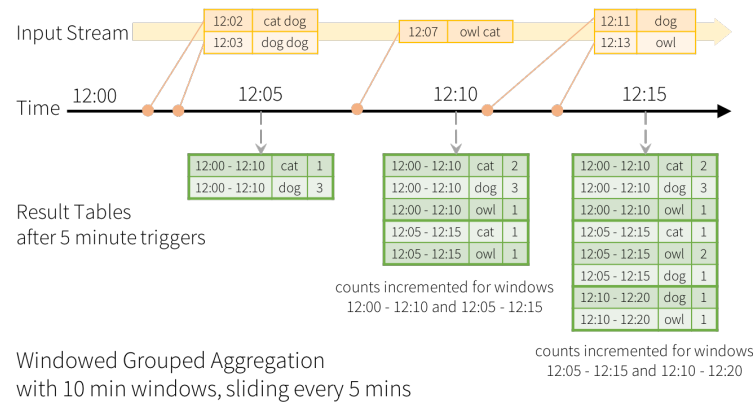 Input Stream
12:02 cat dog
12:03 dog dog
12:07 owl cat
12:11 dog
12:13 owl
Time
12:00
12:05
12:10
12:15
12:00 - 12:10 cat 1
12:00 - 12:10 dog 3
12:00 - 12:10 cat 2
12:00 - 12:10 dog 3
12:00 - 12:10 owl 1
12:05 - 12:15 cat 1
12:05 - 12:15 owl 1
12:00 - 12:10 cat 2
12:00 - 12:10 dog 3
12:00 - 12:10 owl 1
12:05 - 12:15 cat 1
12:05 - 12:15 owl 2
12:05 - 12:15 dog 1
12:10 - 12:20 dog 1
12:10 - 12:20 owl 1
Result Tables
after 5 minute triggers
counts incremented for windows
12:00 - 12:10 and 12:05 - 12:15
counts incremented for windows
12:05 - 12:15 and 12:10 - 12:20
Windowed Grouped Aggregation
with 10 min windows, sliding every 5 mins